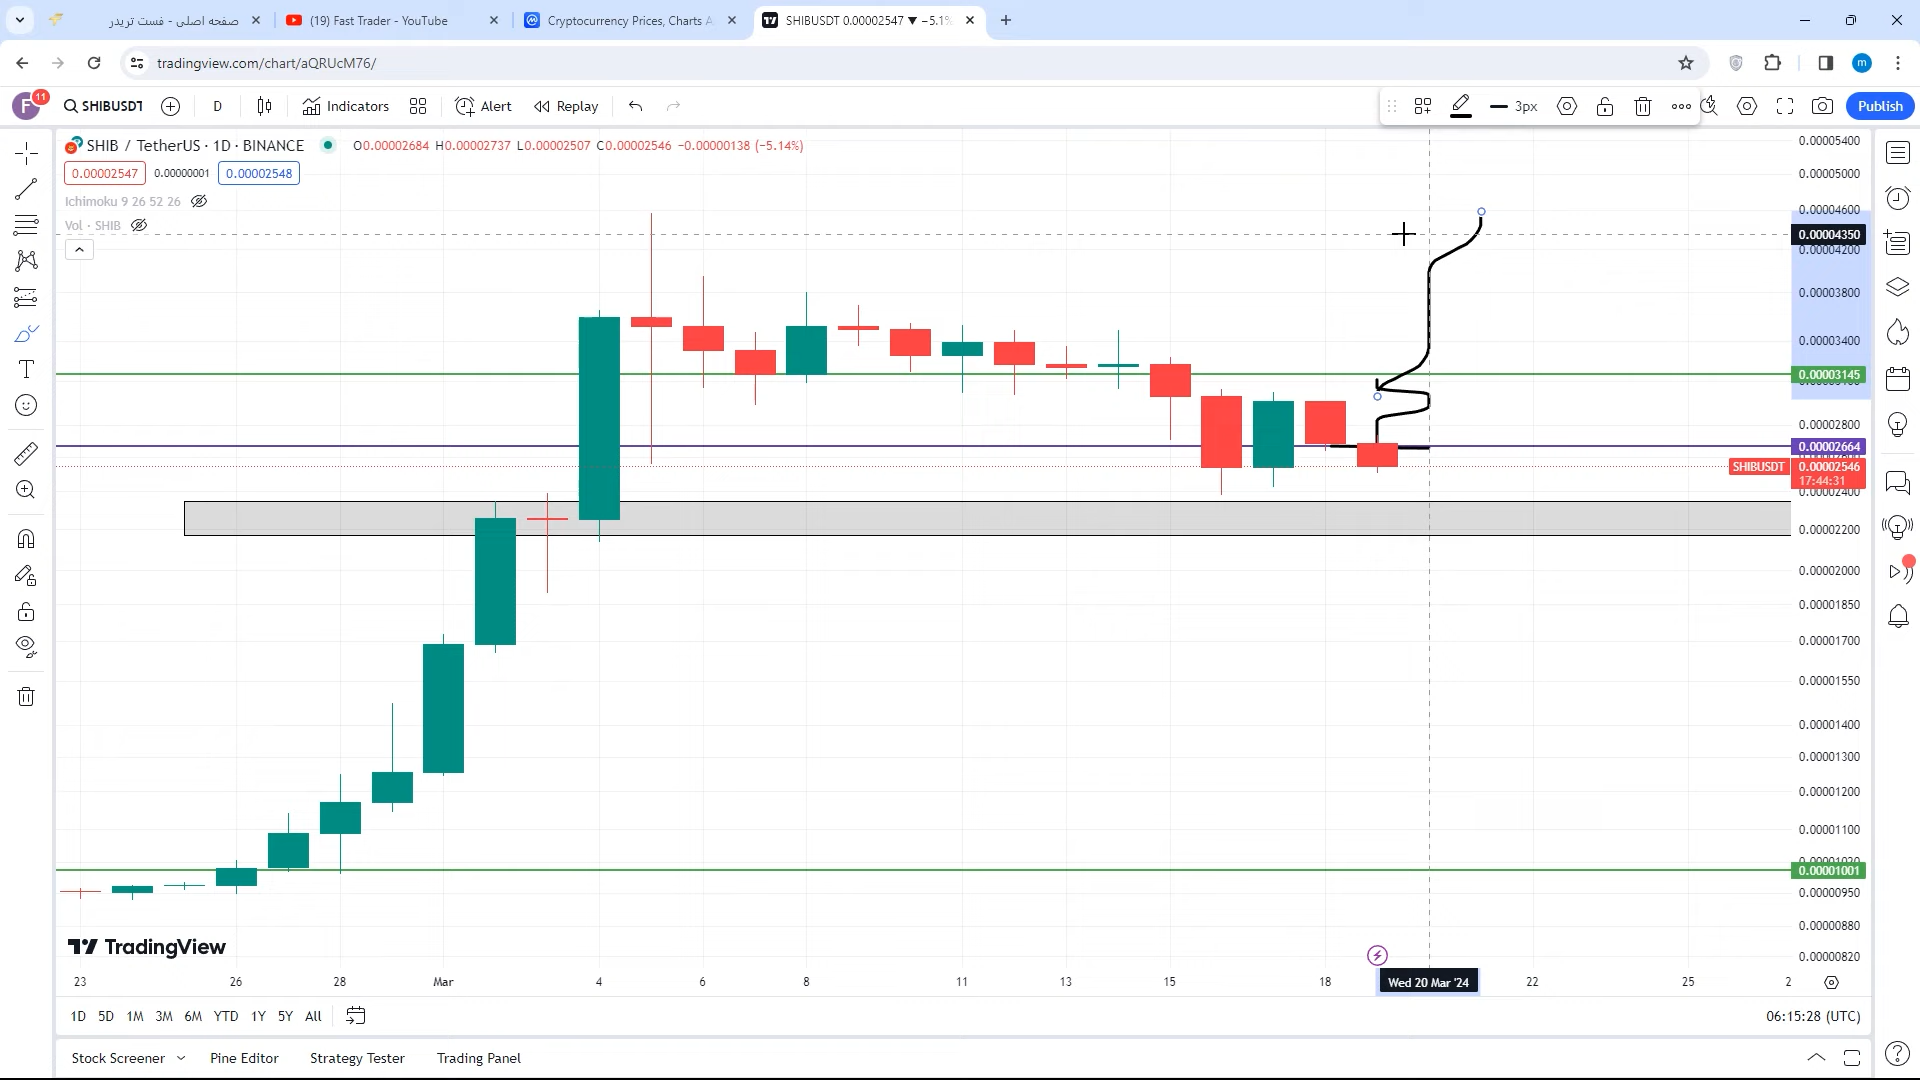 صفحه اصلی - فست تریدر
(19) Fast Trader - YouTube
Cryptocurrency Prices, Charts A
SHIBUSDT 0.00002547 ▼ −5.1%
tradingview.com/chart/aQRUcM76/
m
F 11 SHIBUSDT D Indicators Alert Replay 3px Publish
SHIB / TetherUS · 1D · BINANCE O0.00002684 H0.00002737 L0.00002507 C0.00002546 −0.00000138 (−5.14%)
0.00002547 0.00000001 0.00002548
Ichimoku 9 26 52 26
Vol · SHIB
0.00005400
0.00005000
0.00004600
0.00004350
0.00004200
0.00003800
0.00003400
0.00003145
0.00002800
0.00002664
SHIBUSDT 0.00002546
17:44:31
0.00002400
0.00002200
0.00002000
0.00001850
0.00001700
0.00001550
0.00001400
0.00001300
0.00001200
0.00001100
0.00001001
0.00000950
0.00000880
0.00000820
TradingView
23 26 28 Mar 4 6 8 11 13 15 18 Wed 20 Mar '24 22 25 2
1D 5D 1M 3M 6M YTD 1Y 5Y All 06:15:28 (UTC)
Stock Screener Pine Editor Strategy Tester Trading Panel